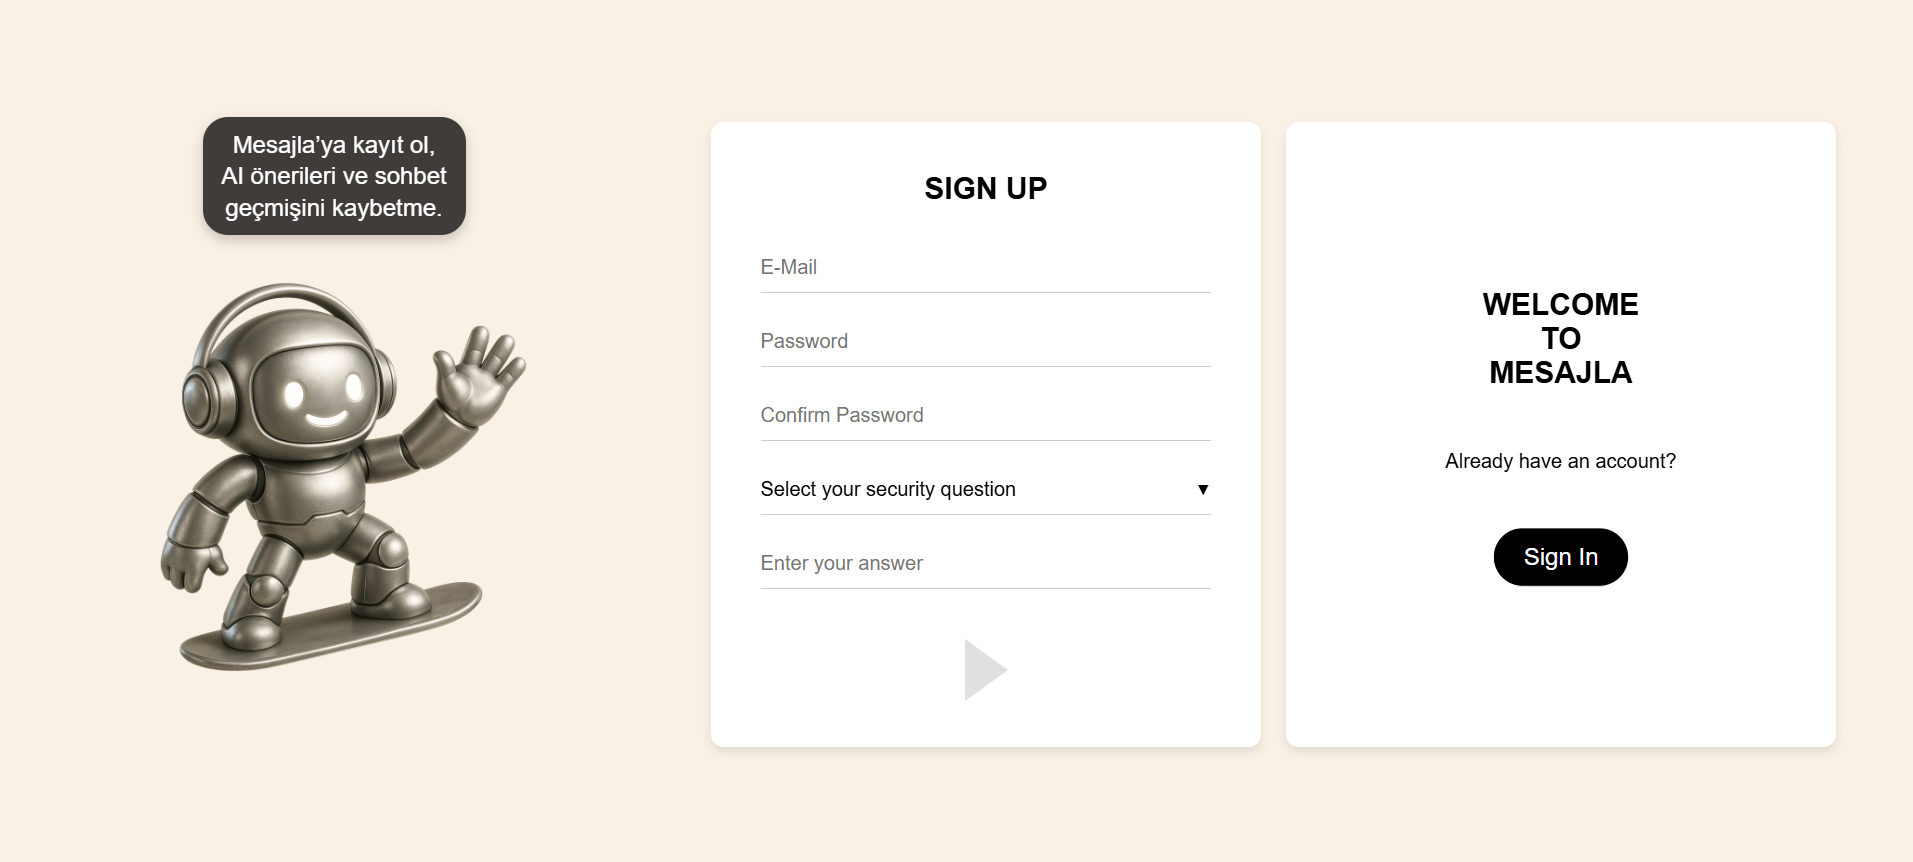 Mesajla’ya kayıt ol,
AI önerileri ve sohbet
geçmişini kaybetme.
SIGN UP
E-Mail
Password
Confirm Password
Select your security question
Enter your answer
WELCOME
TO
MESAJLA
Already have an account?
Sign In